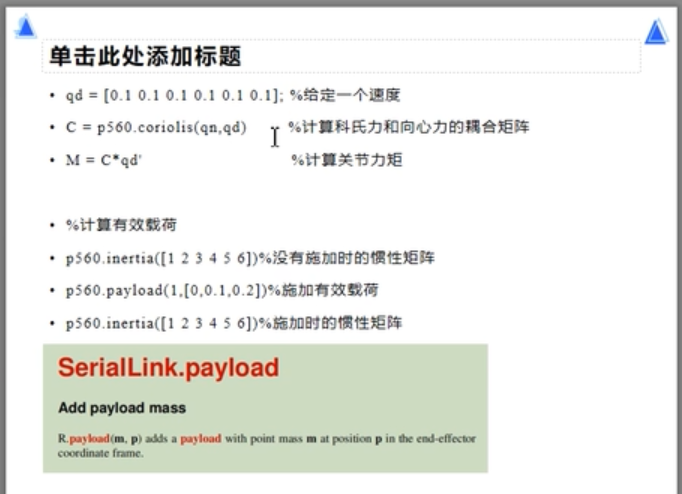 单击此处添加标题
• qd = [0.1 0.1 0.1 0.1 0.1 0.1]; %给定一个速度
• C = p560.coriolis(qn,qd) %计算科氏力和向心力的耦合矩阵
• M = C*qd' %计算关节力矩
• %计算有效载荷
• p560.inertia([1 2 3 4 5 6])%没有施加时的惯性矩阵
• p560.payload(1,[0,0.1,0.2])%施加有效载荷
• p560.inertia([1 2 3 4 5 6])%施加时的惯性矩阵
SerialLink.payload
Add payload mass
R.payload(m, p) adds a payload with point mass m at position p in the end-effector
coordinate frame.